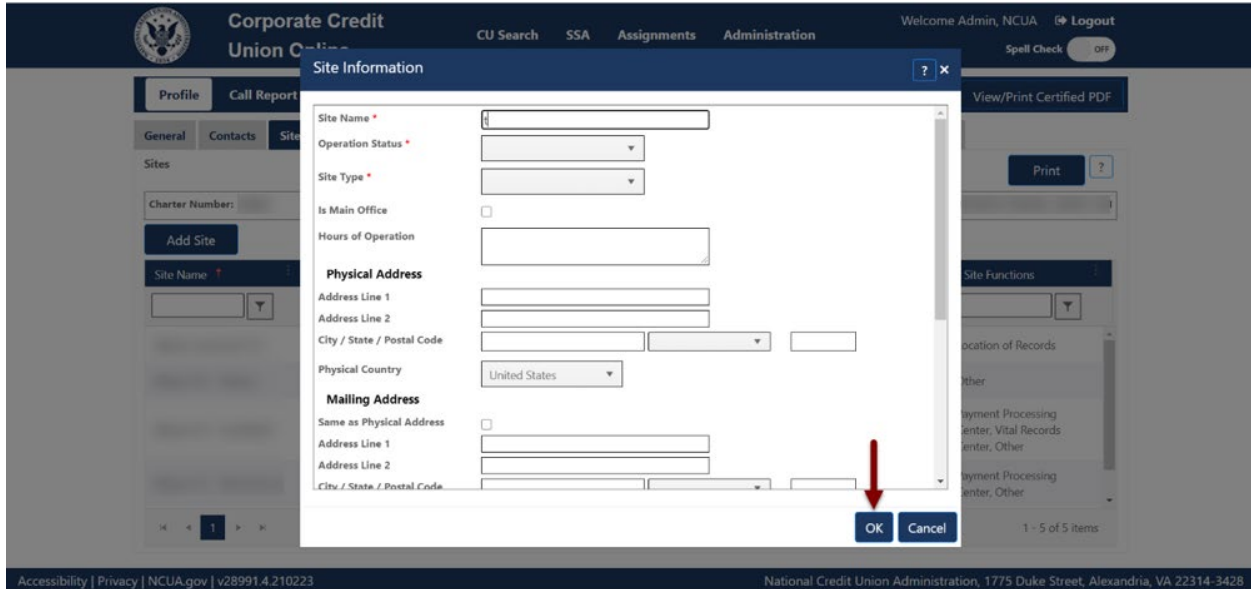 Corporate Credit
Union Online
CU Search SSA Assignments Administration
Welcome Admin, NCUA Logout
Spell Check OFF
Profile Call Report
View/Print Certified PDF
General Contacts Site
Sites
Print ?
Charter Number:
Add Site
Site Name
Site Functions
ocation of Records
Other
Payment Processing
Center, Vital Records
Center, Other
Payment Processing
Center, Other
1
1 - 5 of 5 items
Site Information ? ×
Site Name * t
Operation Status *
Site Type *
Is Main Office
Hours of Operation
Physical Address
Address Line 1
Address Line 2
City / State / Postal Code
Physical Country United States
Mailing Address
Same as Physical Address
Address Line 1
Address Line 2
City / State / Postal Code
OK Cancel
Accessibility | Privacy | NCUA.gov | v28991.4.210223
National Credit Union Administration, 1775 Duke Street, Alexandria, VA 22314-3428